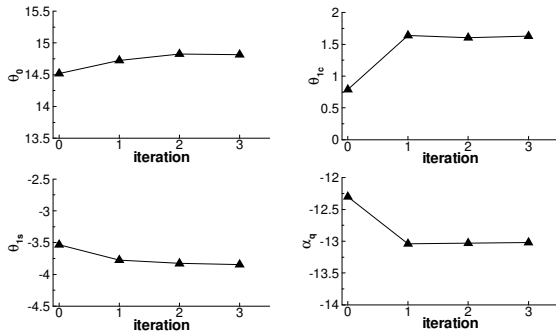 15.5
15
14.5
14
13.5
θ0
0 1 2 3
iteration
2
1.5
1
0.5
0
θ1c
0 1 2 3
iteration
-2.5
-3
-3.5
-4
-4.5
θ1s
0 1 2 3
iteration
-12
-12.5
-13
-13.5
-14
αq
0 1 2 3
iteration